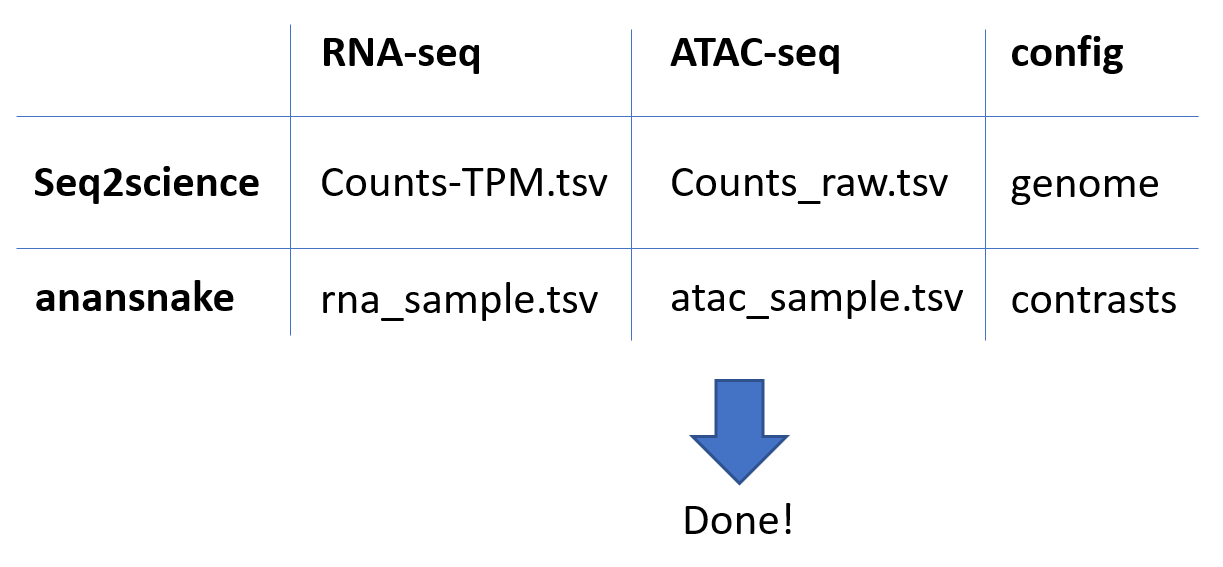 RNA-seq ATAC-seq config
Seq2science Counts-TPM.tsv Counts_raw.tsv genome
anansnake rna_sample.tsv atac_sample.tsv contrasts
Done!